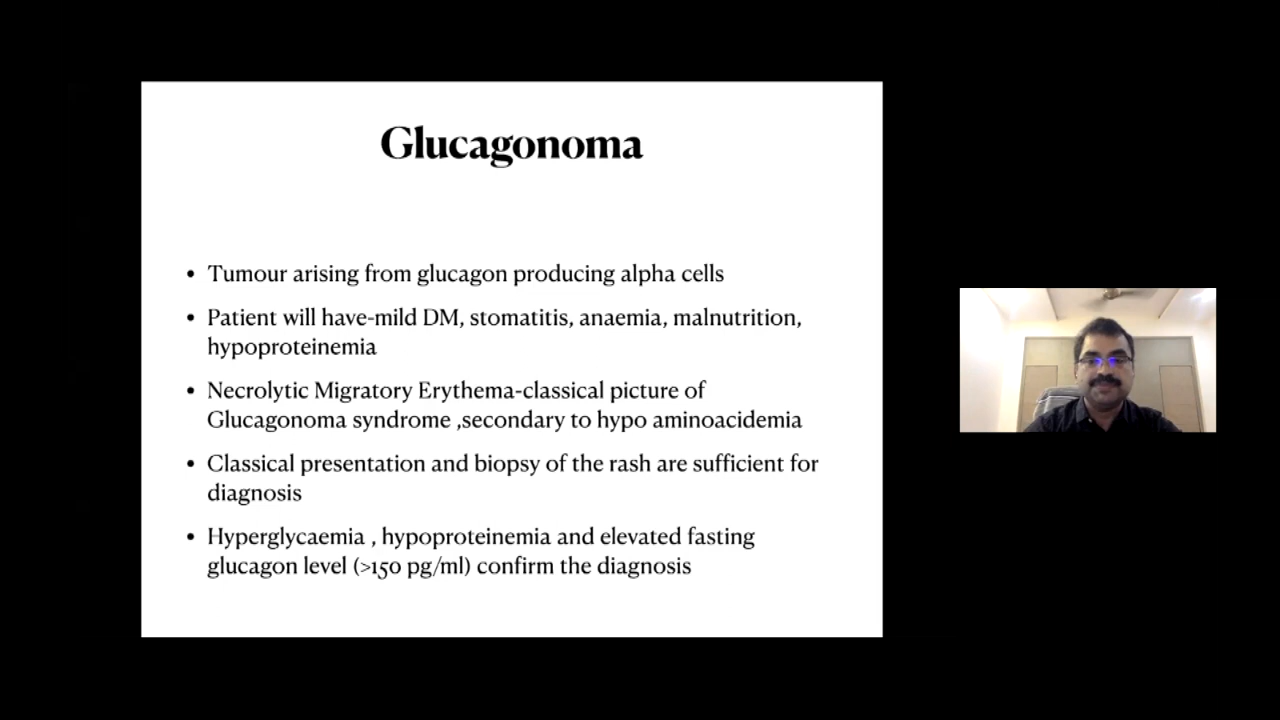 Glucagonoma
• Tumour arising from glucagon producing alpha cells
• Patient will have-mild DM, stomatitis, anaemia, malnutrition,
hypoproteinemia
• Necrolytic Migratory Erythema-classical picture of
Glucagonoma syndrome ,secondary to hypo aminoacidemia
• Classical presentation and biopsy of the rash are sufficient for
diagnosis
• Hyperglycaemia , hypoproteinemia and elevated fasting
glucagon level (>150 pg/ml) confirm the diagnosis